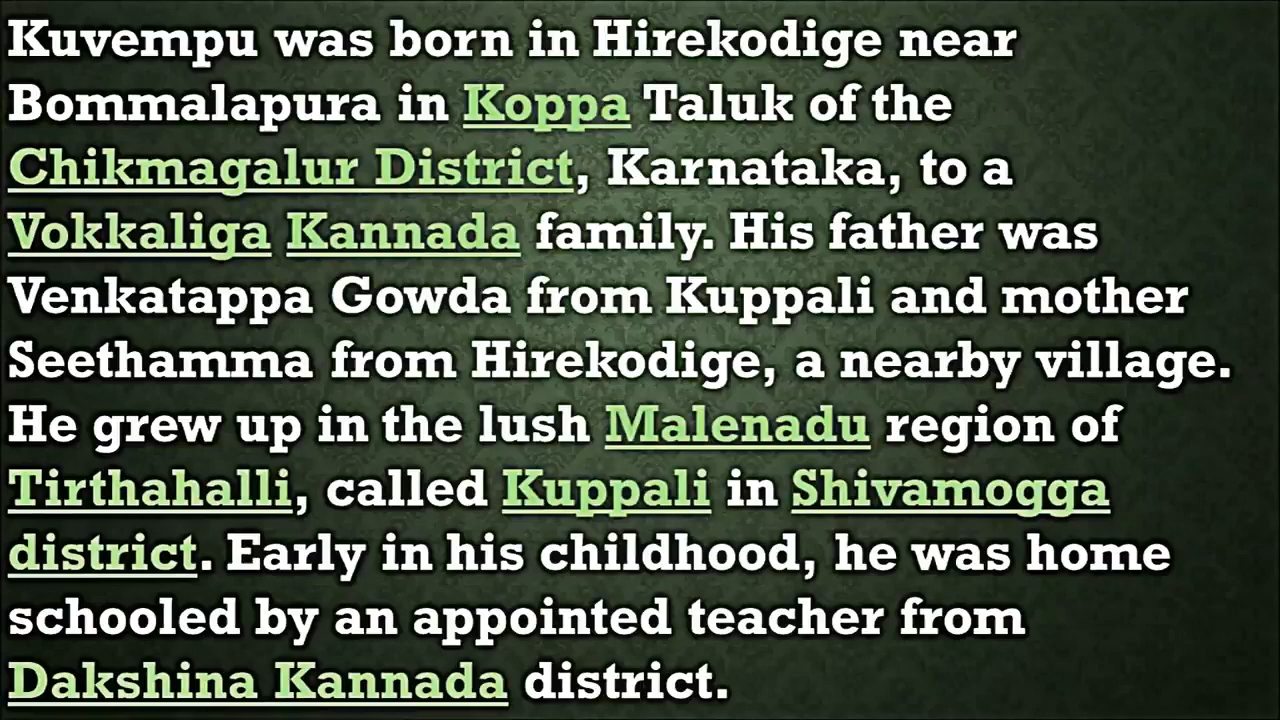 Kuvempu was born in Hirekodige near
Bommalapura in Koppa Taluk of the
Chikmagalur District, Karnataka, to a
Vokkaliga Kannada family. His father was
Venkatappa Gowda from Kuppali and mother
Seethamma from Hirekodige, a nearby village.
He grew up in the lush Malenadu region of
Tirthahalli, called Kuppali in Shivamogga
district. Early in his childhood, he was home
schooled by an appointed teacher from
Dakshina Kannada district.